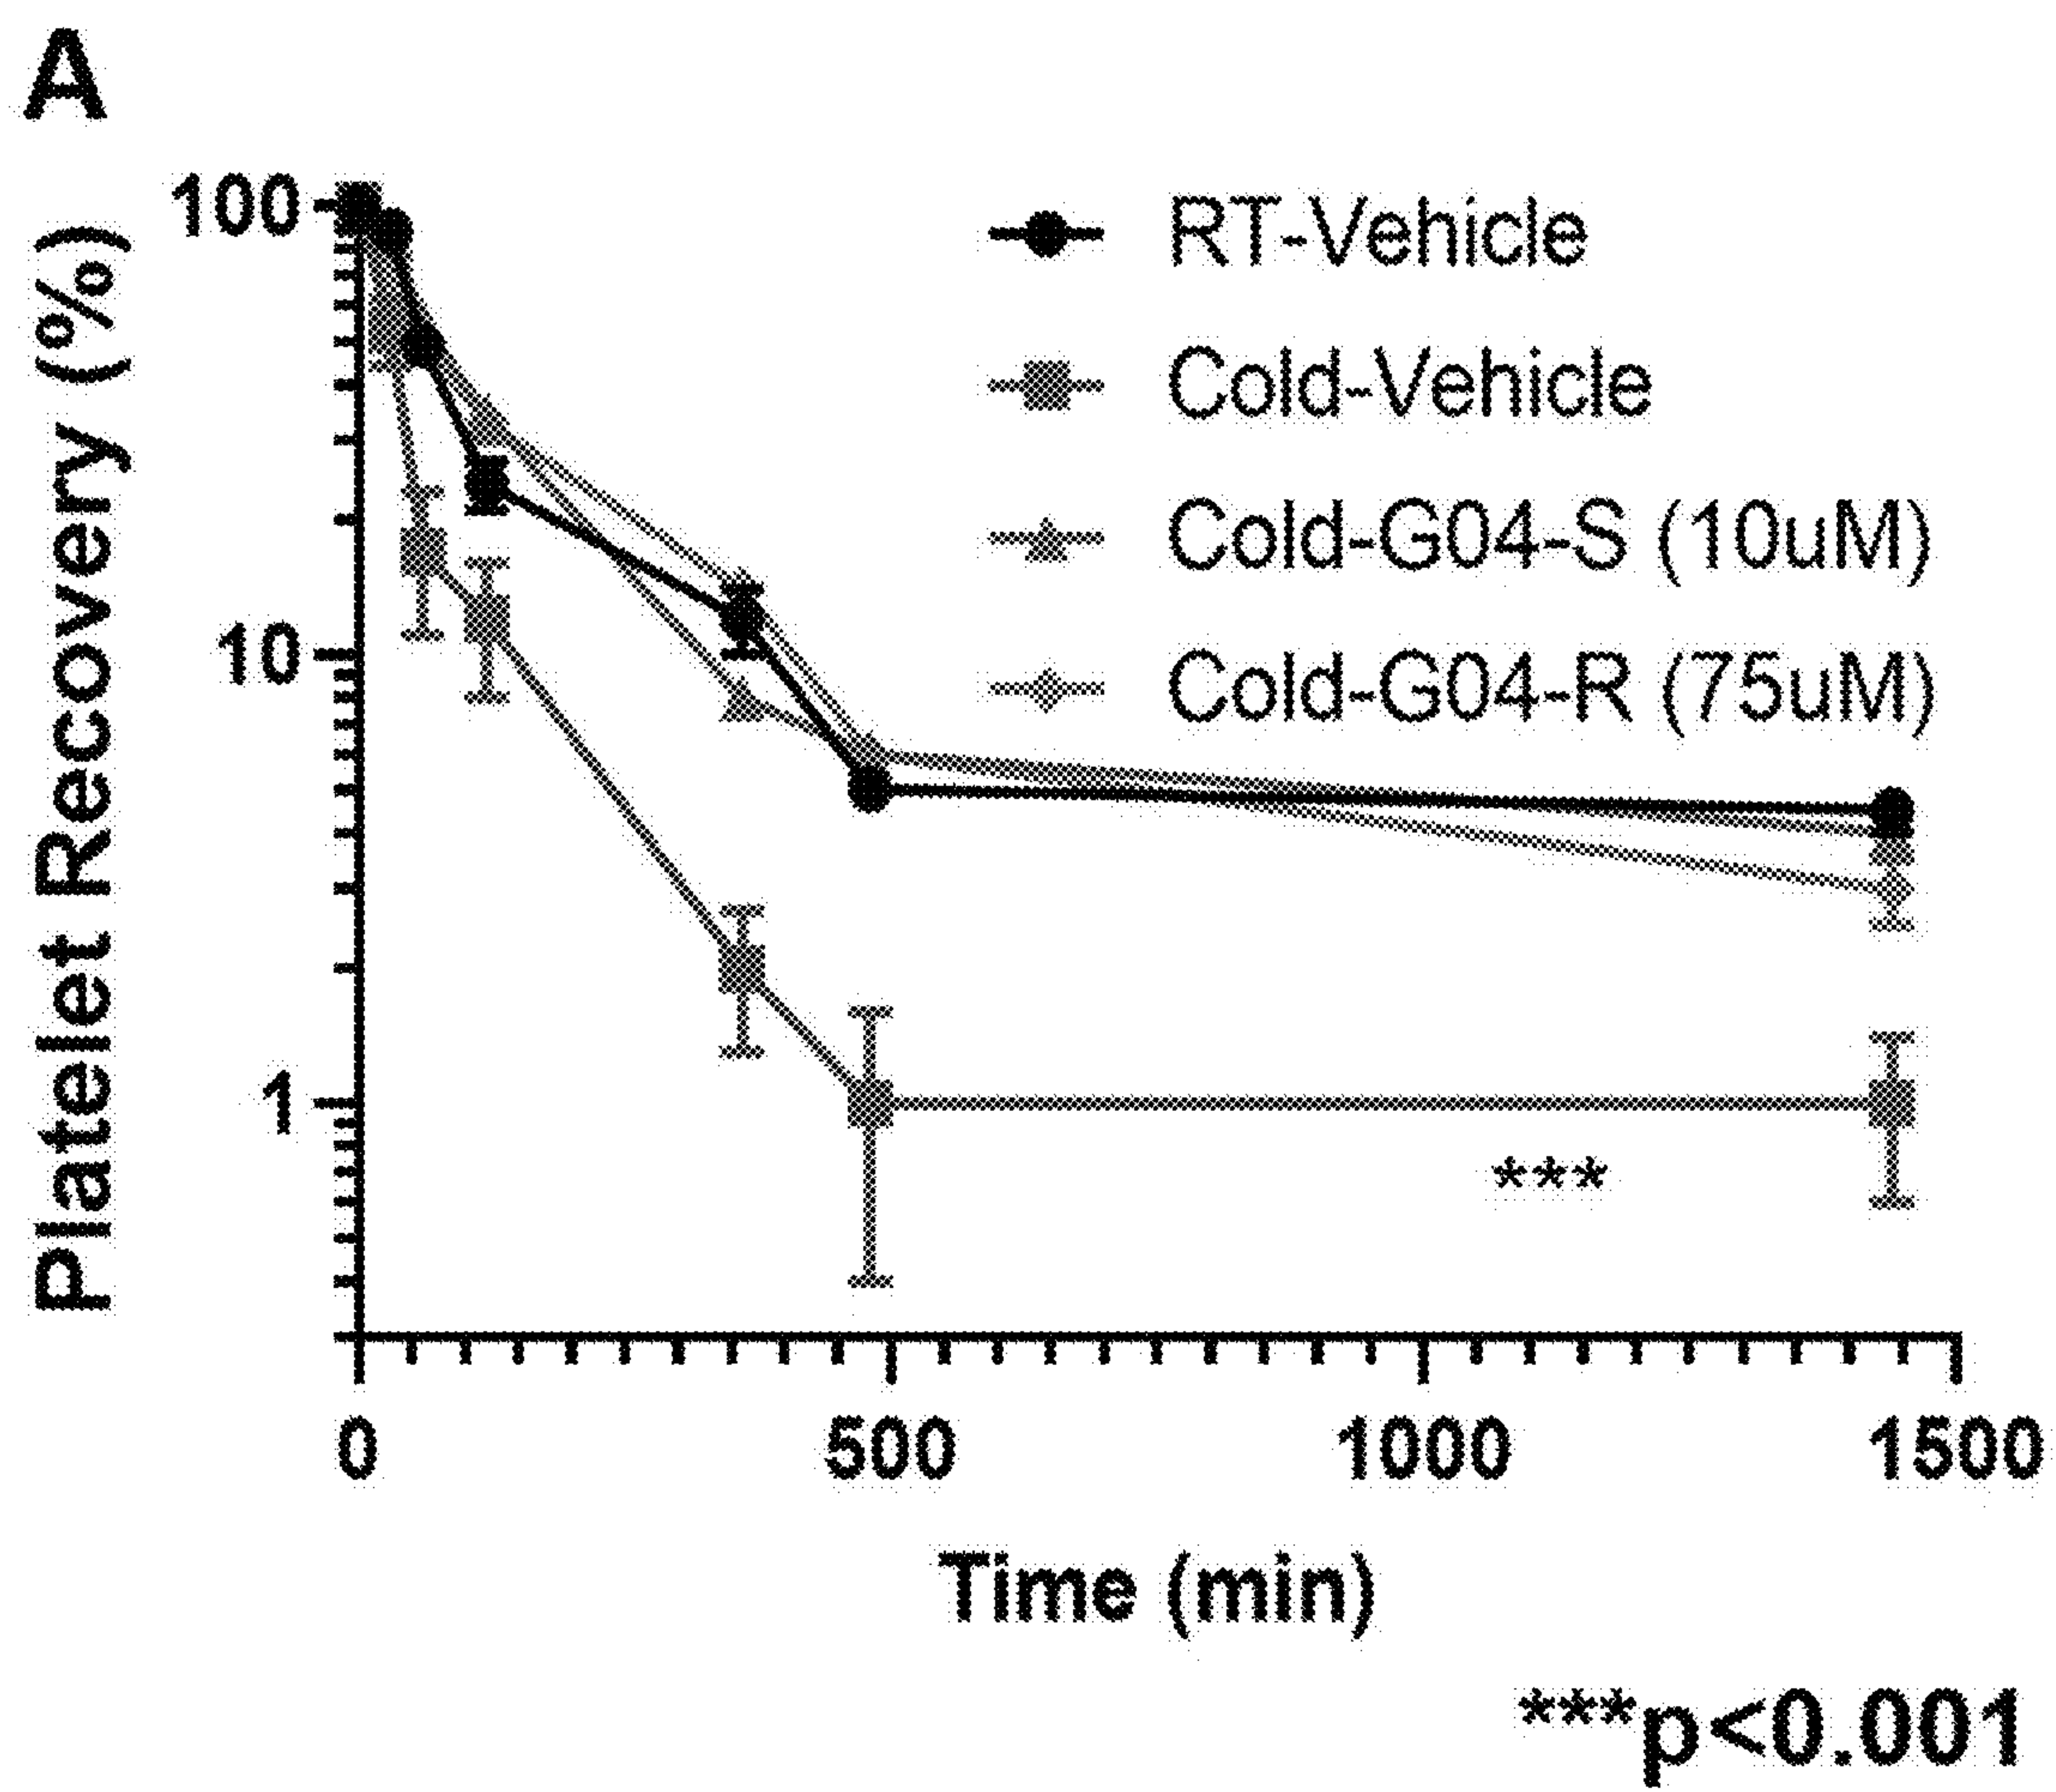 A
Platelet Recovery (%)
100
10
1
RT-Vehicle
Cold-Vehicle
Cold-G04-S (10uM)
Cold-G04-R (75uM)
***
0 500 1000 1500
Time (min)
***p<0.001